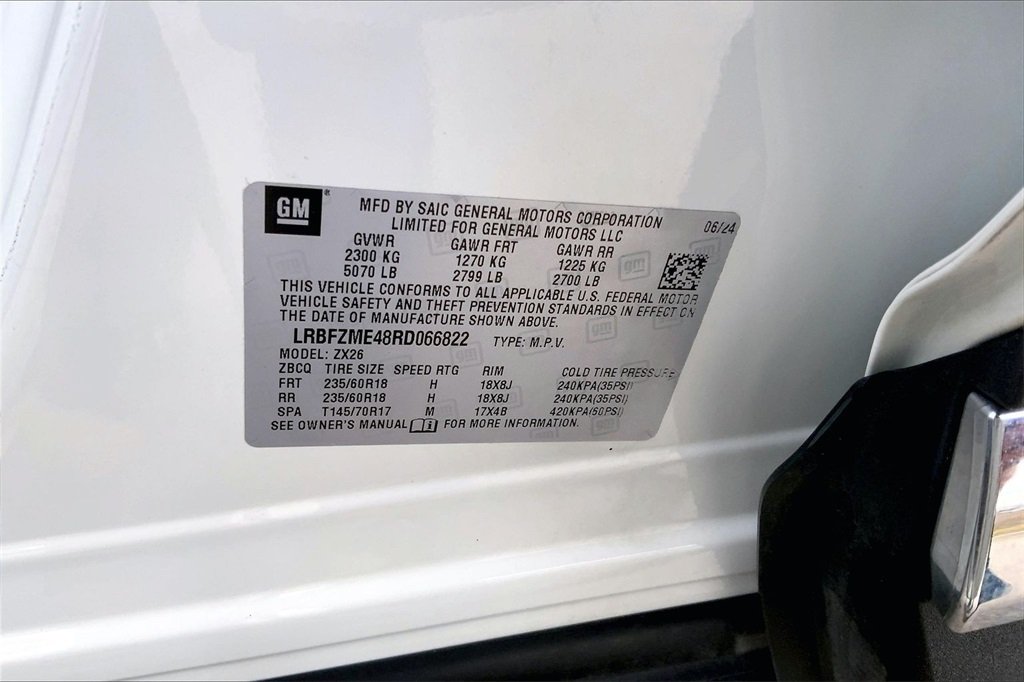 GM
MFD BY SAIC GENERAL MOTORS CORPORATION
LIMITED FOR GENERAL MOTORS LLC
06/24
GVWR GAWR FRT GAWR RR
2300 KG 1270 KG 1225 KG
5070 LB 2799 LB 2700 LB
THIS VEHICLE CONFORMS TO ALL APPLICABLE U.S. FEDERAL MOTOR
VEHICLE SAFETY AND THEFT PREVENTION STANDARDS IN EFFECT ON
THE DATE OF MANUFACTURE SHOWN ABOVE.
LRBFZME48RD066822 TYPE: M.P.V.
MODEL: ZX26
ZBCQ TIRE SIZE SPEED RTG RIM COLD TIRE PRESSURE
FRT 235/60R18 H 18X8J 240KPA(35PSI)
RR 235/60R18 H 18X8J 240KPA(35PSI)
SPA T145/70R17 M 17X4B 420KPA(60PSI)
SEE OWNER'S MANUAL FOR MORE INFORMATION.